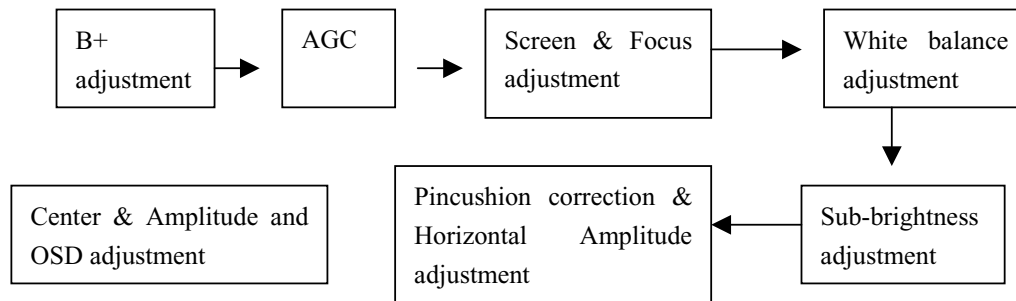 B+
adjustment
AGC
Screen & Focus
adjustment
White balance
adjustment
Sub-brightness
adjustment
Pincushion correction &
Horizontal Amplitude
adjustment
Center & Amplitude and
OSD adjustment